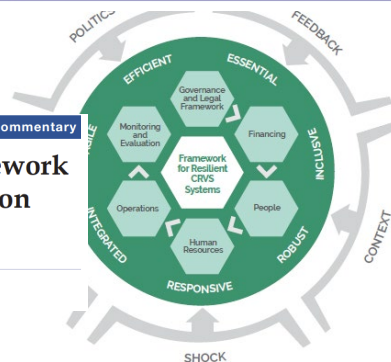 POLITICS
FEEDBACK
EFFICIENT
ESSENTIAL
Governance
and Legal
Framework
ommentary
Monitoring
and
Evaluation
Financing
INCLUSIVE
ework
on
Framework
for Resilient
CRVS
Systems
Operations
People
CONTEXT
INTEGRATED
Human
Resources
ROBUST
RESPONSIVE
SHOCK